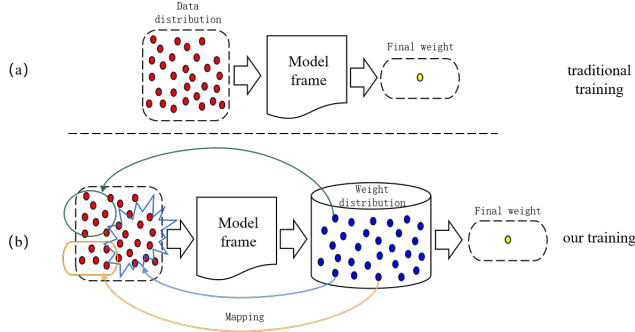 Data
distribution
(a)
Model
frame
Final weight
traditional
training
Weight
distribution
(b)
Model
frame
Final weight
our training
Mapping